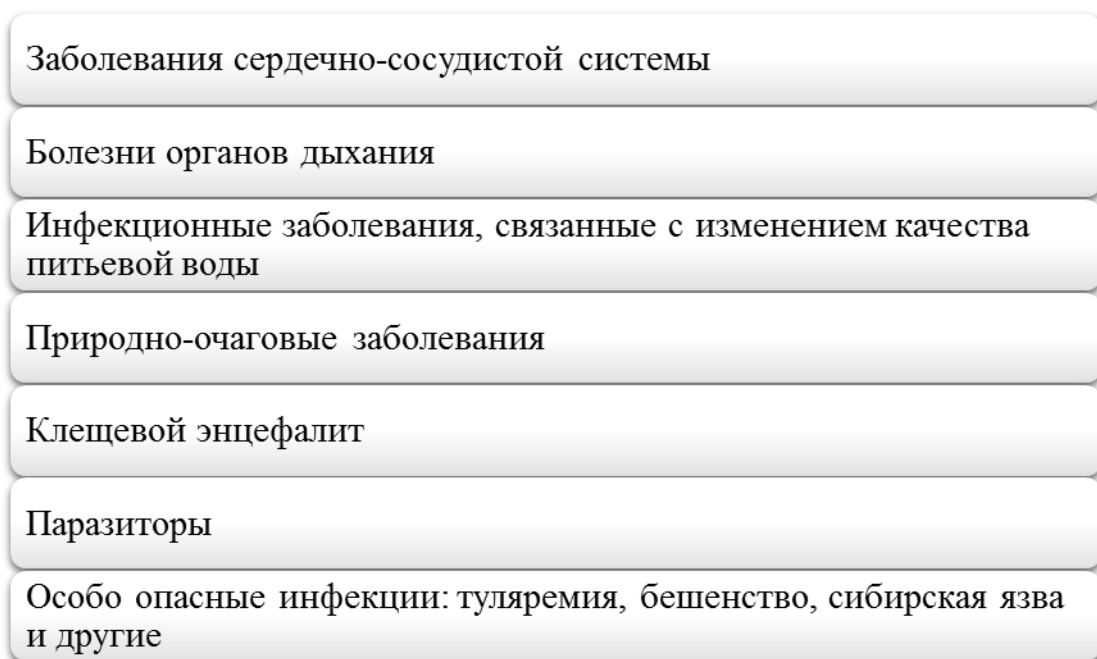 Заболевания сердечно-сосудистой системы
Болезни органов дыхания
Инфекционные заболевания, связанные с изменением качества
питьевой воды
Природно-очаговые заболевания
Клещевой энцефалит
Паразиторы
Особо опасные инфекции: туляремия, бешенство, сибирская язва
и другие